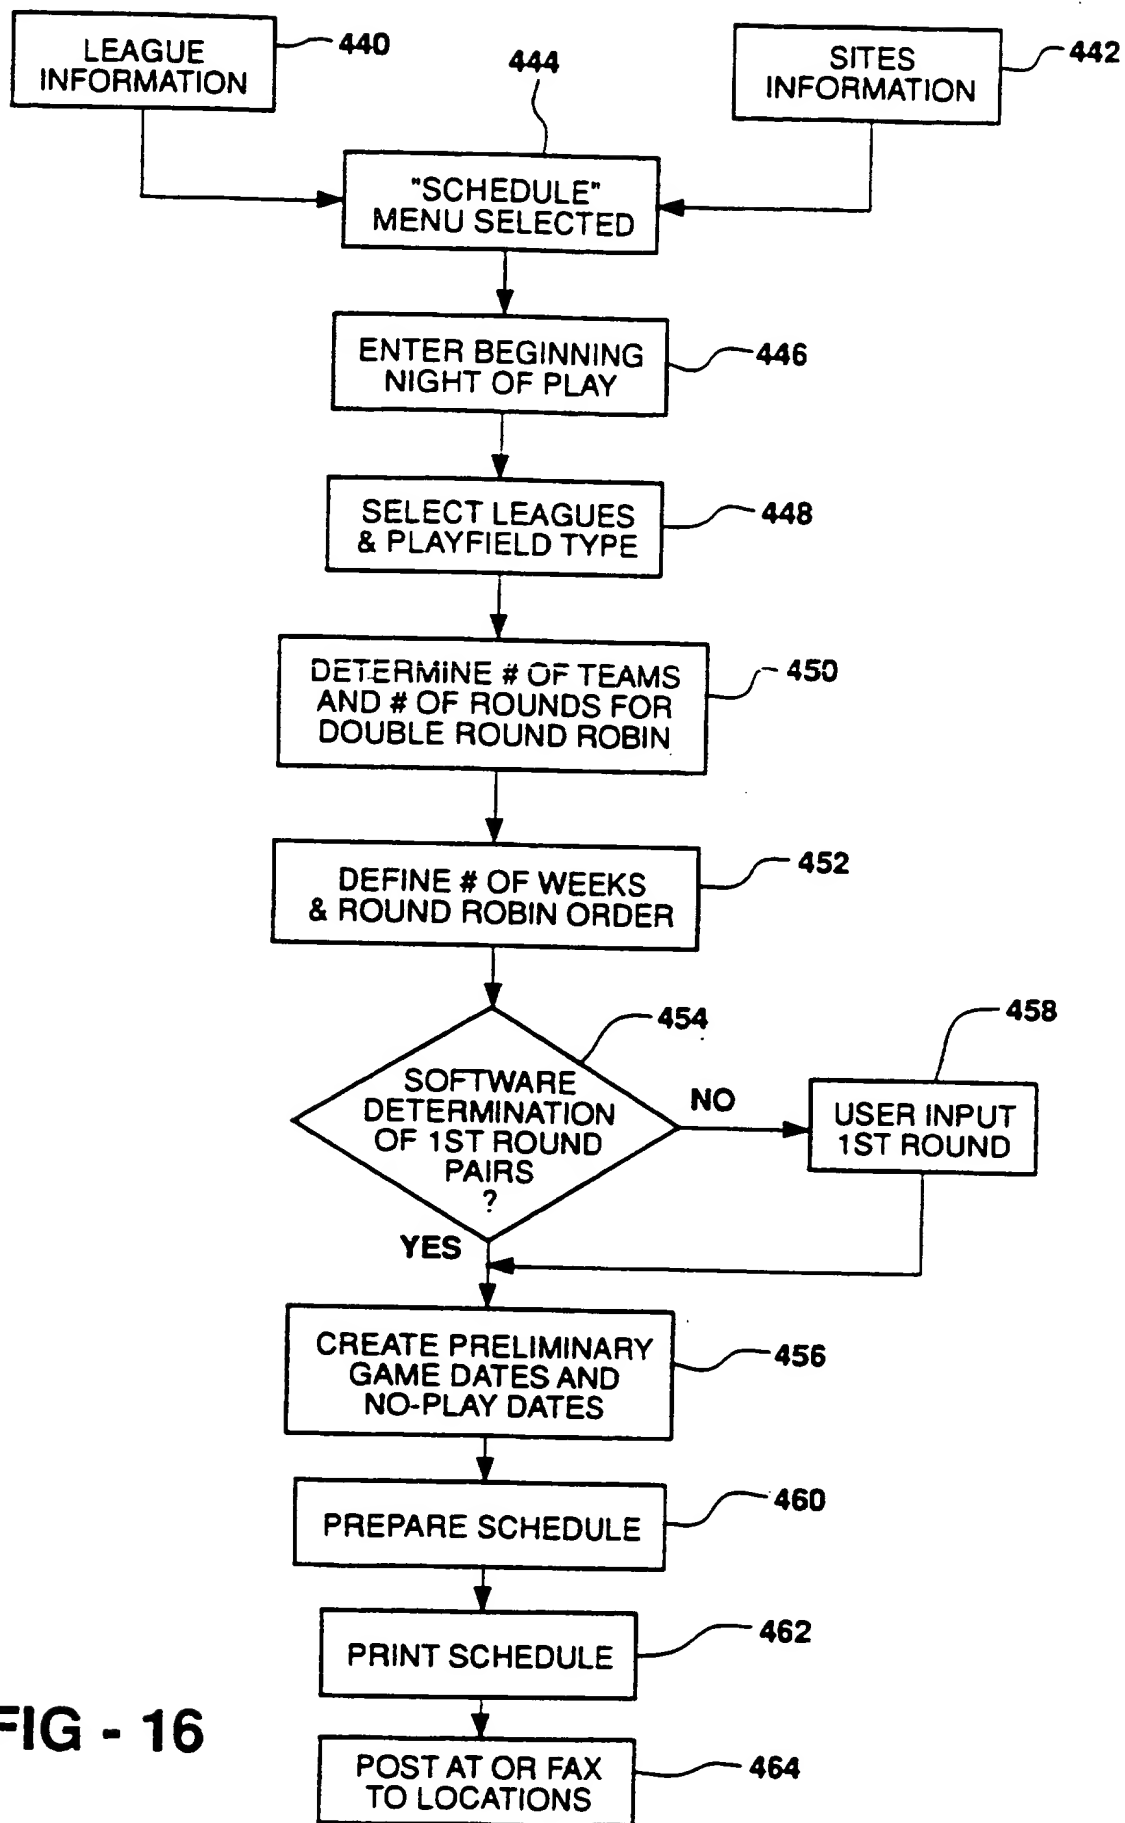 LEAGUE
INFORMATION
440
444
SITES
INFORMATION
442
"SCHEDULE"
MENU SELECTED
ENTER BEGINNING
NIGHT OF PLAY
446
SELECT LEAGUES
& PLAYFIELD TYPE
448
DETERMINE # OF TEAMS
AND # OF ROUNDS FOR
DOUBLE ROUND ROBIN
450
DEFINE # OF WEEKS
& ROUND ROBIN ORDER
452
454
SOFTWARE
DETERMINATION
OF 1ST ROUND
PAIRS
?
NO
458
USER INPUT
1ST ROUND
YES
CREATE PRELIMINARY
GAME DATES AND
NO-PLAY DATES
456
PREPARE SCHEDULE
460
PRINT SCHEDULE
462
FIG - 16
POST AT OR FAX
TO LOCATIONS
464